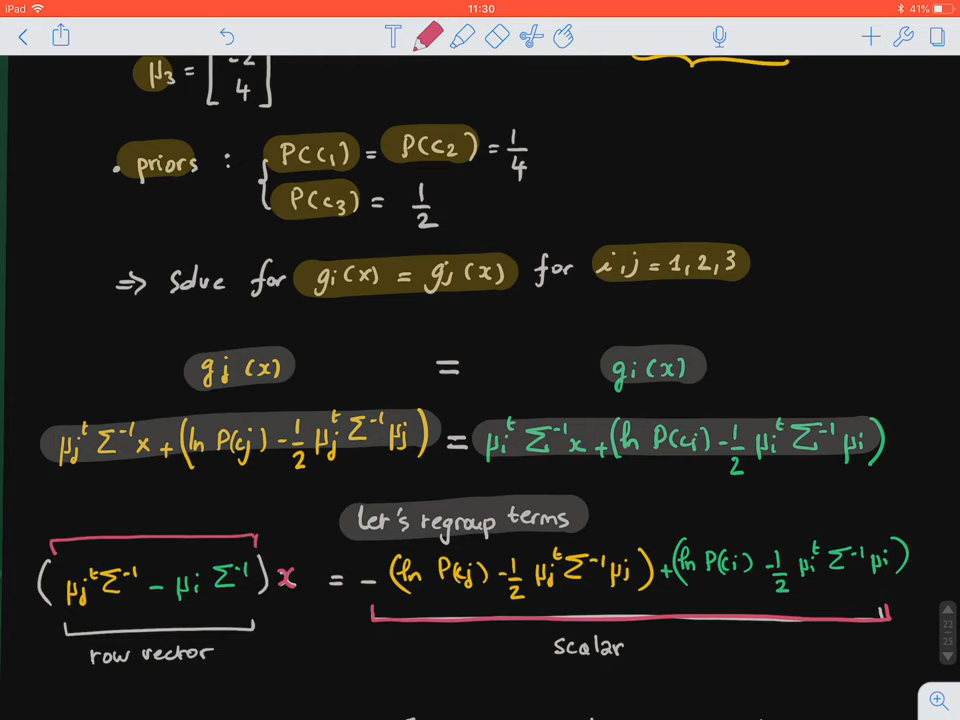 iPad 11:30 41%
T
μ₃ = [ -2
4 ]
. priors : { P(c₁) = P(c₂) = 1/4
P(c₃) = 1/2
⇒ solve for gi(x) = gj(x) for i,j = 1,2,3
gj(x) = gi(x)
μj^t Σ^-1 x + (ln P(cj) - 1/2 μj^t Σ^-1 μj) = μi^t Σ^-1 x + (ln P(ci) - 1/2 μi^t Σ^-1 μi)
let's regroup terms
(μj^t Σ^-1 - μi Σ^-1) x = - (ln P(cj) - 1/2 μj^t Σ^-1 μj) + (ln P(ci) - 1/2 μi^t Σ^-1 μi)
row vector scalar
22
25